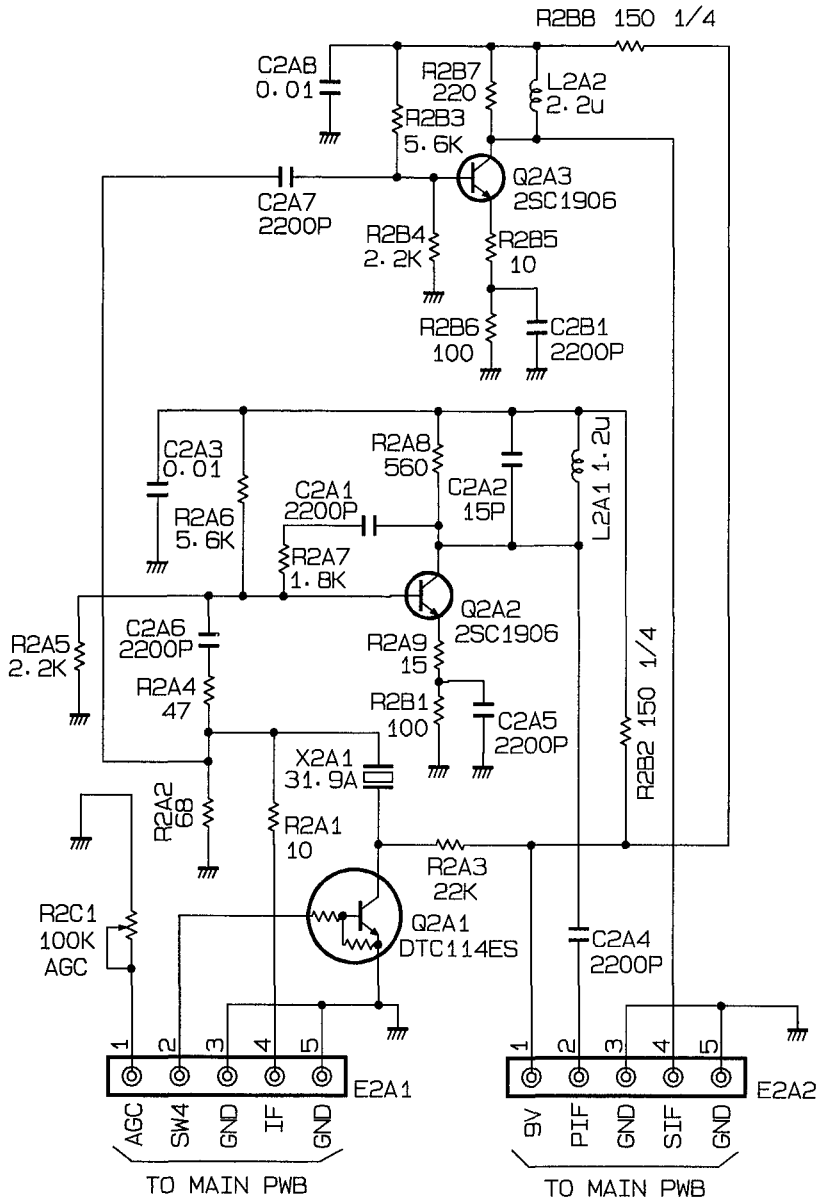 R2B8 150 1/4
C2A8
0.01
R2B7
220
L2A2
2.2u
R2B3
5.6K
C2A7
2200P
Q2A3
2SC1906
R2B4
2.2K
R2B5
10
R2B6
100
C2B1
2200P
C2A3
0.01
R2A8
560
C2A2
15P
L2A1 1.2u
C2A1
2200P
R2A6
5.6K
R2A7
1.8K
Q2A2
2SC1906
R2A5
2.2K
C2A6
2200P
R2A9
15
R2A4
47
R2B1
100
C2A5
2200P
R2B2 150 1/4
X2A1
31.9A
R2A2
68
R2A1
10
R2A3
22K
R2C1
100K
AGC
Q2A1
DTC114ES
C2A4
2200P
1 2 3 4 5
E2A1
AGC SW4 GND IF GND
TO MAIN PWB
1 2 3 4 5
E2A2
9V PIF GND SIF GND
TO MAIN PWB